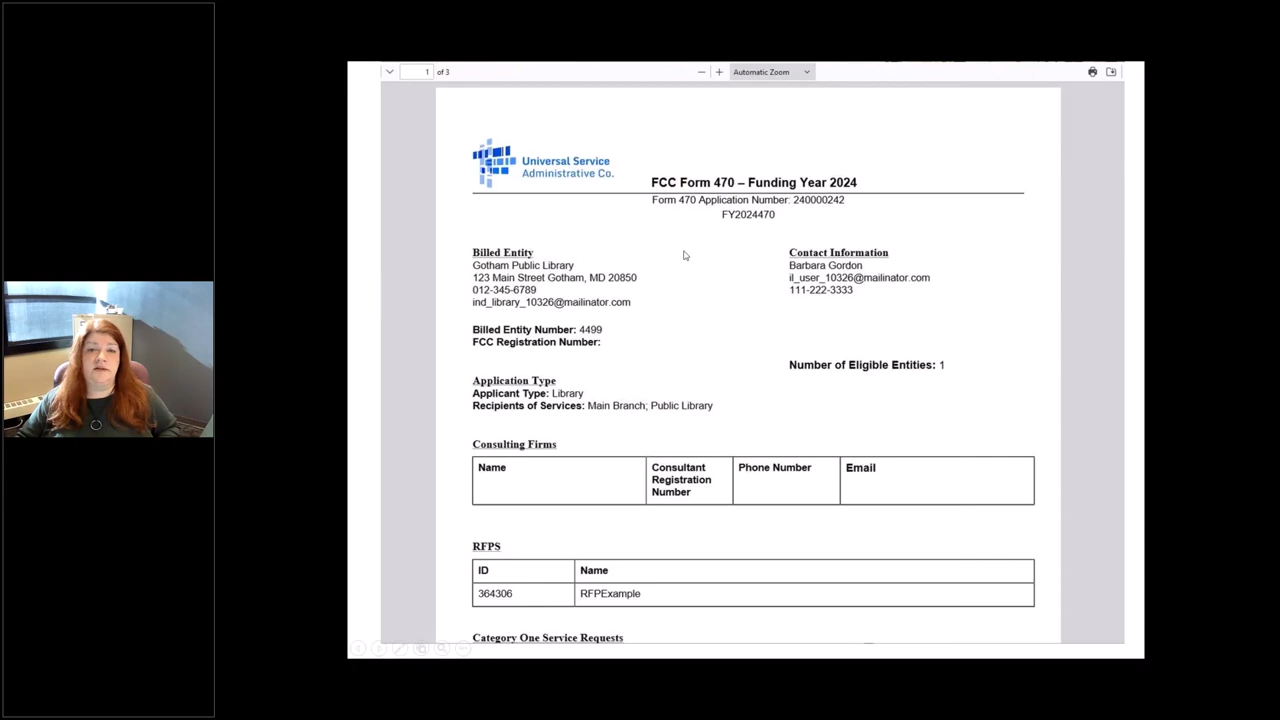 1 of 3
Automatic Zoom
Universal Service
Administrative Co.
FCC Form 470 – Funding Year 2024
Form 470 Application Number: 240000242
FY2024470
Billed Entity
Gotham Public Library
123 Main Street Gotham, MD 20850
012-345-6789
ind_library_10326@mailinator.com
Contact Information
Barbara Gordon
il_user_10326@mailinator.com
111-222-3333
Billed Entity Number: 4499
FCC Registration Number:
Number of Eligible Entities: 1
Application Type
Applicant Type: Library
Recipients of Services: Main Branch; Public Library
Consulting Firms
Name
Consultant
Registration
Number
Phone Number
Email
RFPS
ID Name
364306 RFPExample
Category One Service Requests